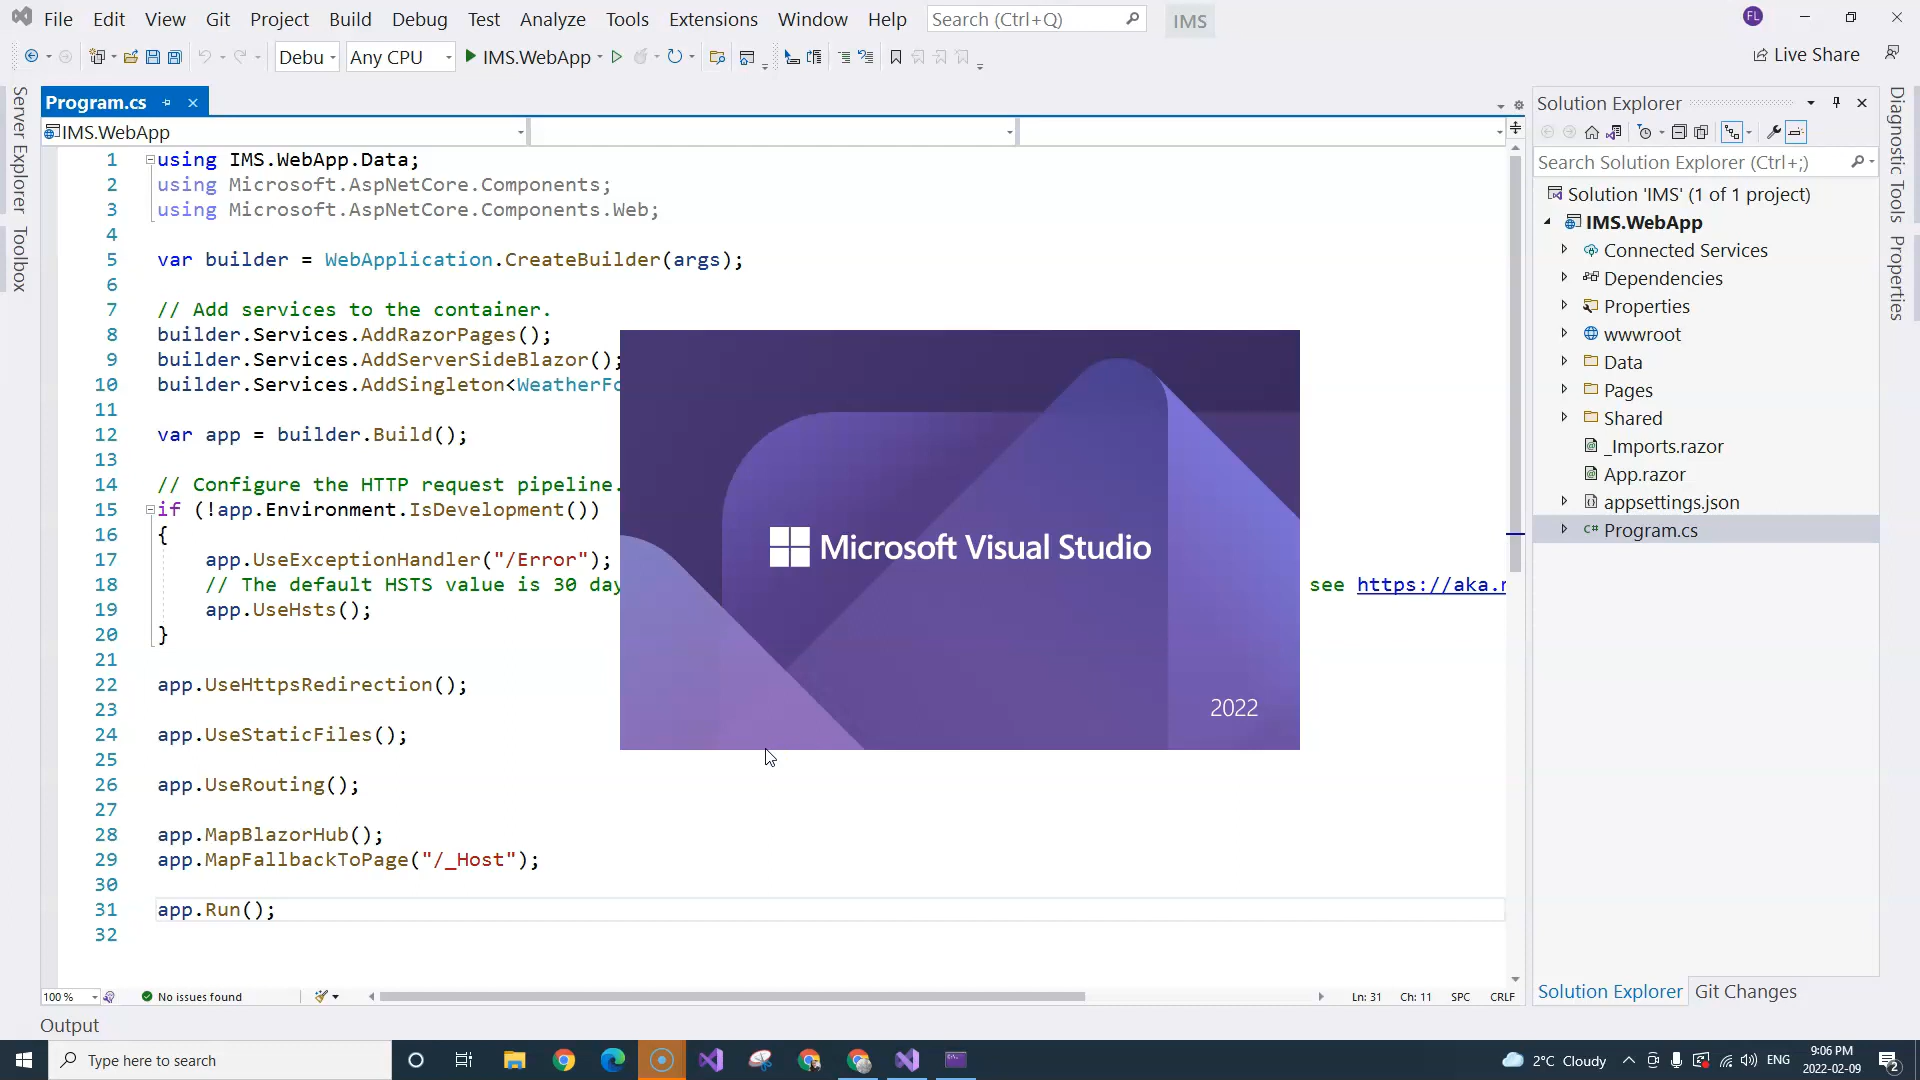 File Edit View Git Project Build Debug Test Analyze Tools Extensions Window Help Search (Ctrl+Q) IMS FL
Debu Any CPU IMS.WebApp Live Share
Server Explorer
Toolbox
Program.cs
IMS.WebApp
1 using IMS.WebApp.Data;
2 using Microsoft.AspNetCore.Components;
3 using Microsoft.AspNetCore.Components.Web;
4
5 var builder = WebApplication.CreateBuilder(args);
6
7 // Add services to the container.
8 builder.Services.AddRazorPages();
9 builder.Services.AddServerSideBlazor();
10 builder.Services.AddSingleton<WeatherFo
11
12 var app = builder.Build();
13
14 // Configure the HTTP request pipeline.
15 if (!app.Environment.IsDevelopment())
16 {
17 app.UseExceptionHandler("/Error");
18 // The default HSTS value is 30 day see https://aka.m
19 app.UseHsts();
20 }
21
22 app.UseHttpsRedirection();
23
24 app.UseStaticFiles();
25
26 app.UseRouting();
27
28 app.MapBlazorHub();
29 app.MapFallbackToPage("/_Host");
30
31 app.Run();
32
Microsoft Visual Studio
2022
100 % No issues found Ln: 31 Ch: 11 SPC CRLF
Output
Solution Explorer
Search Solution Explorer (Ctrl+;)
Solution 'IMS' (1 of 1 project)
IMS.WebApp
Connected Services
Dependencies
Properties
wwwroot
Data
Pages
Shared
_Imports.razor
App.razor
appsettings.json
C# Program.cs
Solution Explorer Git Changes
Diagnostic Tools
Properties
Type here to search
2°C Cloudy ENG 9:06 PM
2022-02-09
2